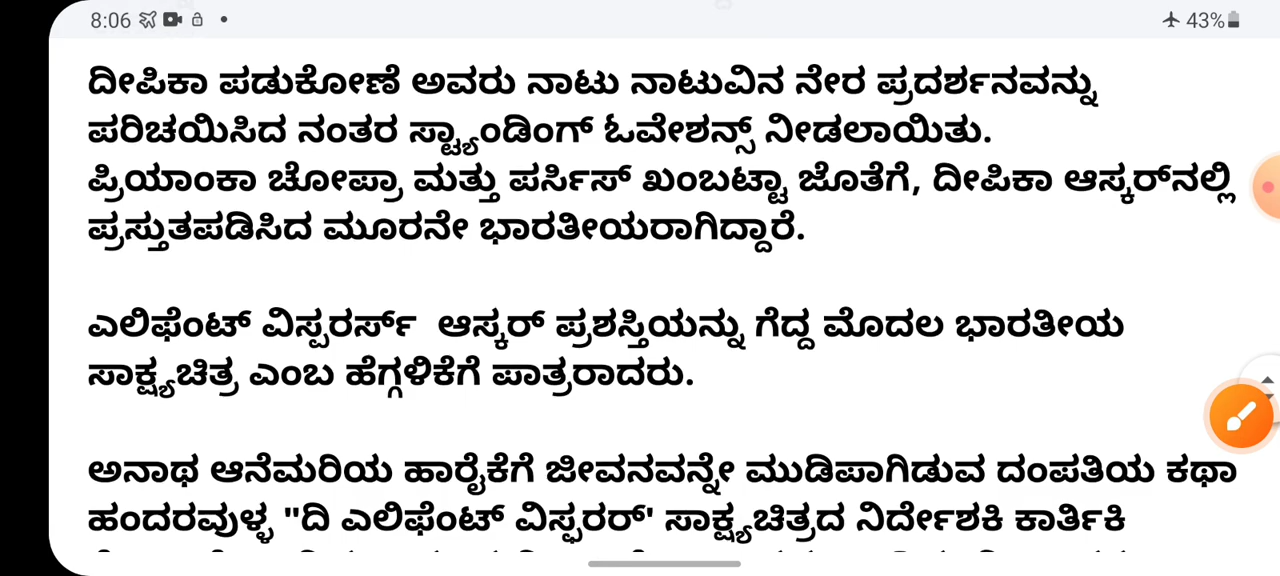 8:06
43%
ದೀಪಿಕಾ ಪಡುಕೋಣೆ ಅವರು ನಾಟು ನಾಟುವಿನ ನೇರ ಪ್ರದರ್ಶನವನ್ನು
ಪರಿಚಯಿಸಿದ ನಂತರ ಸ್ಟ್ಯಾಂಡಿಂಗ್ ಓವೇಶನ್ಸ್ ನೀಡಲಾಯಿತು.
ಪ್ರಿಯಾಂಕಾ ಚೋಪ್ರಾ ಮತ್ತು ಪರ್ಸಿಸ್ ಖಂಬಟ್ಟಾ ಜೊತೆಗೆ, ದೀಪಿಕಾ ಆಸ್ಕರ್‌ನಲ್ಲಿ
ಪ್ರಸ್ತುತಪಡಿಸಿದ ಮೂರನೇ ಭಾರತೀಯರಾಗಿದ್ದಾರೆ.
ಎಲಿಫೆಂಟ್ ವಿಸ್ಪರರ್ಸ್ ಆಸ್ಕರ್ ಪ್ರಶಸ್ತಿಯನ್ನು ಗೆದ್ದ ಮೊದಲ ಭಾರತೀಯ
ಸಾಕ್ಷ್ಯಚಿತ್ರ ಎಂಬ ಹೆಗ್ಗಳಿಕೆಗೆ ಪಾತ್ರರಾದರು.
ಅನಾಥ ಆನೆಮರಿಯ ಹಾರೈಕೆಗೆ ಜೀವನವನ್ನೇ ಮುಡಿಪಾಗಿಡುವ ದಂಪತಿಯ ಕಥಾ
ಹಂದರವುಳ್ಳ "ದಿ ಎಲಿಫೆಂಟ್ ವಿಸ್ಫರರ್' ಸಾಕ್ಷ್ಯಚಿತ್ರದ ನಿರ್ದೇಶಕಿ ಕಾರ್ತಿಕಿ